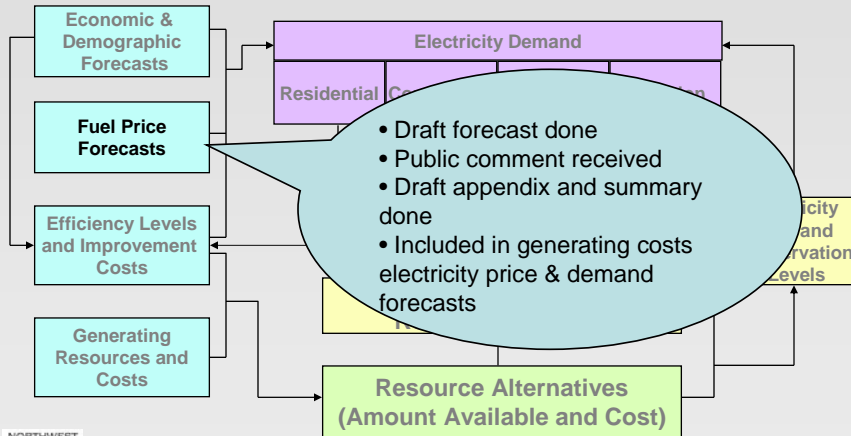 Economic &
Demographic
Forecasts
Electricity Demand
Residential
Fuel Price
Forecasts
• Draft forecast done
• Public comment received
• Draft appendix and summary
done
• Included in generating costs
electricity price & demand
forecasts
Efficiency Levels
and Improvement
Costs
and
Levels
Generating
Resources and
Costs
Resource Alternatives
(Amount Available and Cost)
NORTHWEST